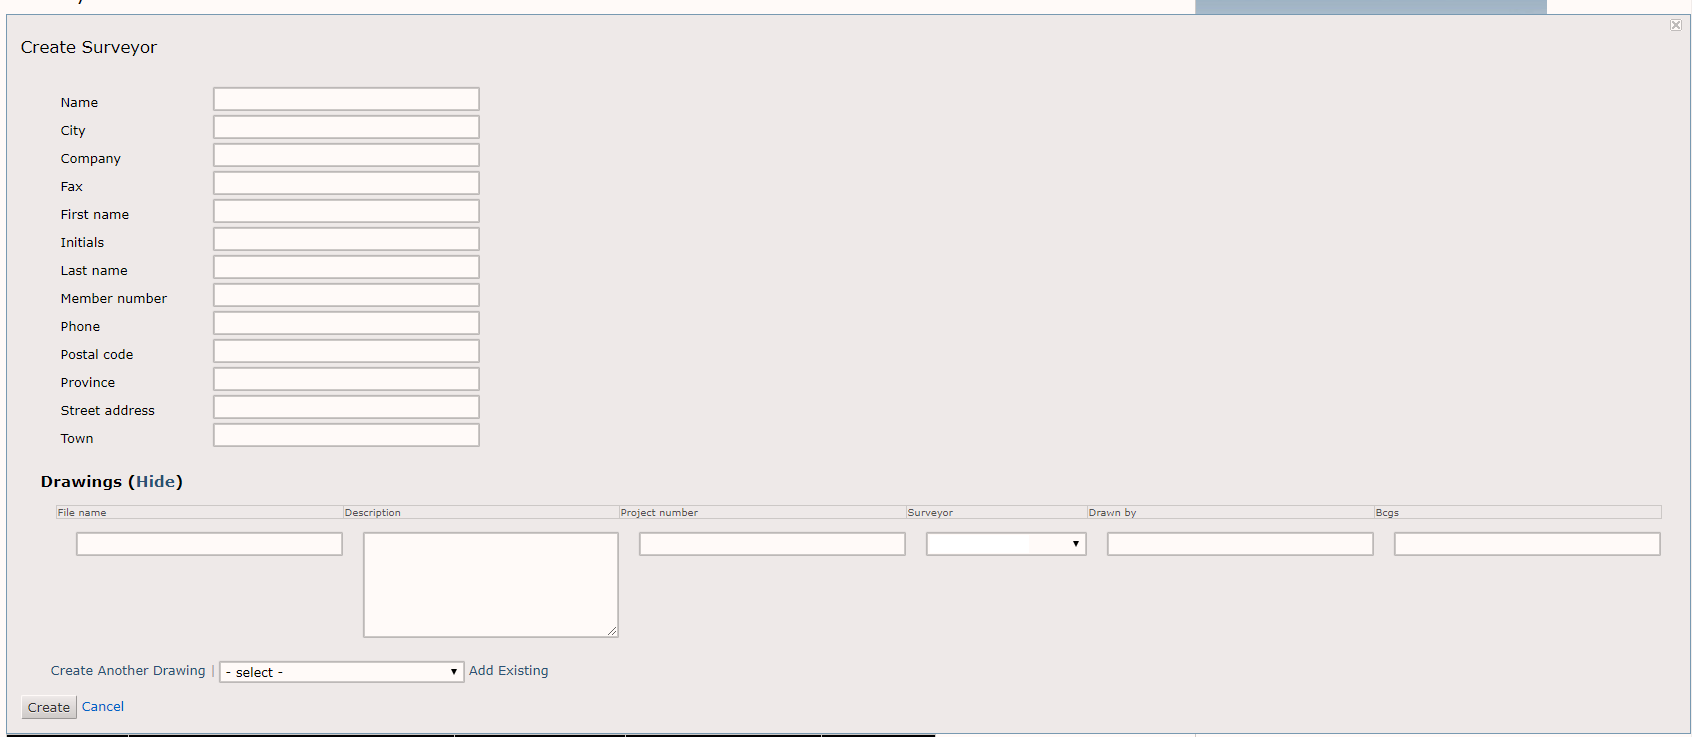 Create Surveyor
Name
City
Company
Fax
First name
Initials
Last name
Member number
Phone
Postal code
Province
Street address
Town
Drawings (Hide)
File name Description Project number Surveyor Drawn by Bcgs
Create Another Drawing | - select - Add Existing
Create Cancel